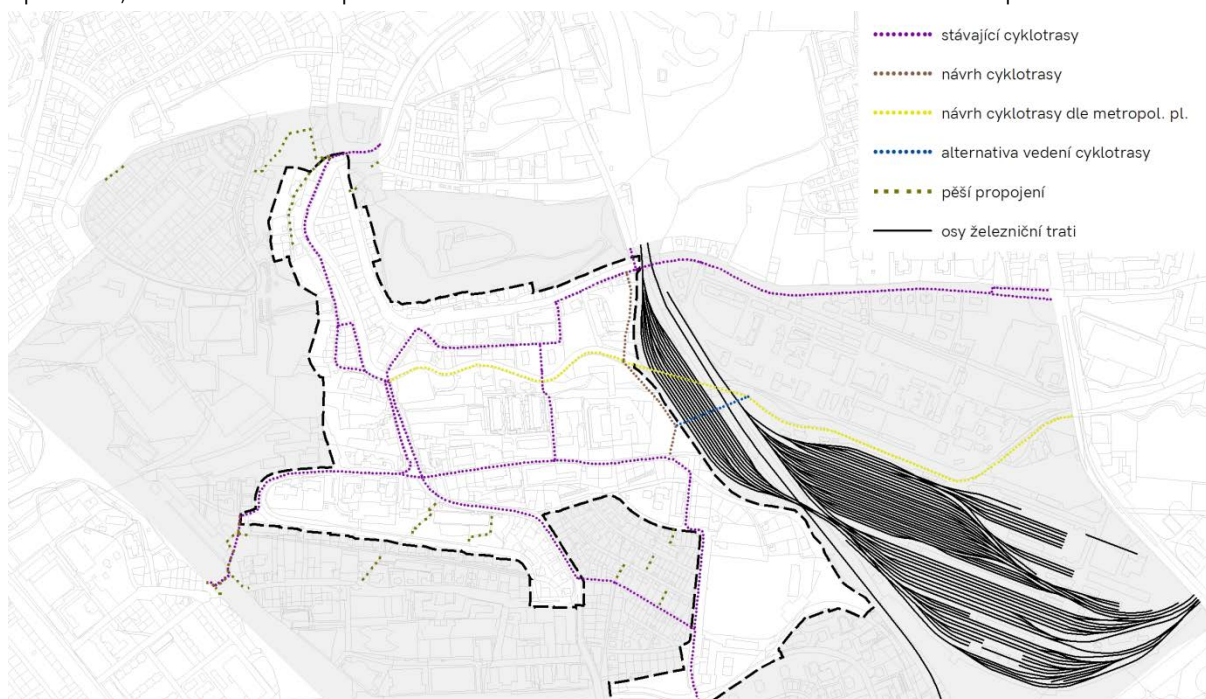 stávající cyklotrasy
návrh cyklotrasy
návrh cyklotrasy dle metropol. pl.
alternativa vedení cyklotrasy
pěší propojení
osy železniční trati